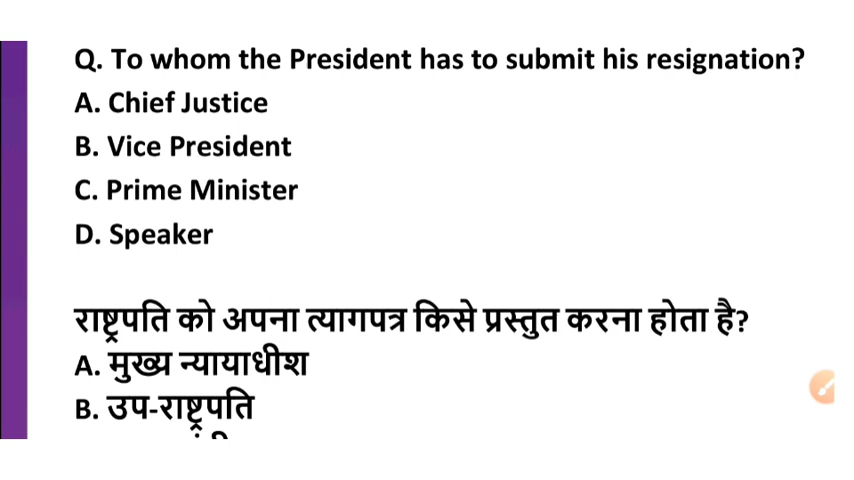 Q. To whom the President has to submit his resignation?
A. Chief Justice
B. Vice President
C. Prime Minister
D. Speaker
राष्ट्रपति को अपना त्यागपत्र किसे प्रस्तुत करना होता है?
A. मुख्य न्यायाधीश
B. उप-राष्ट्रपति